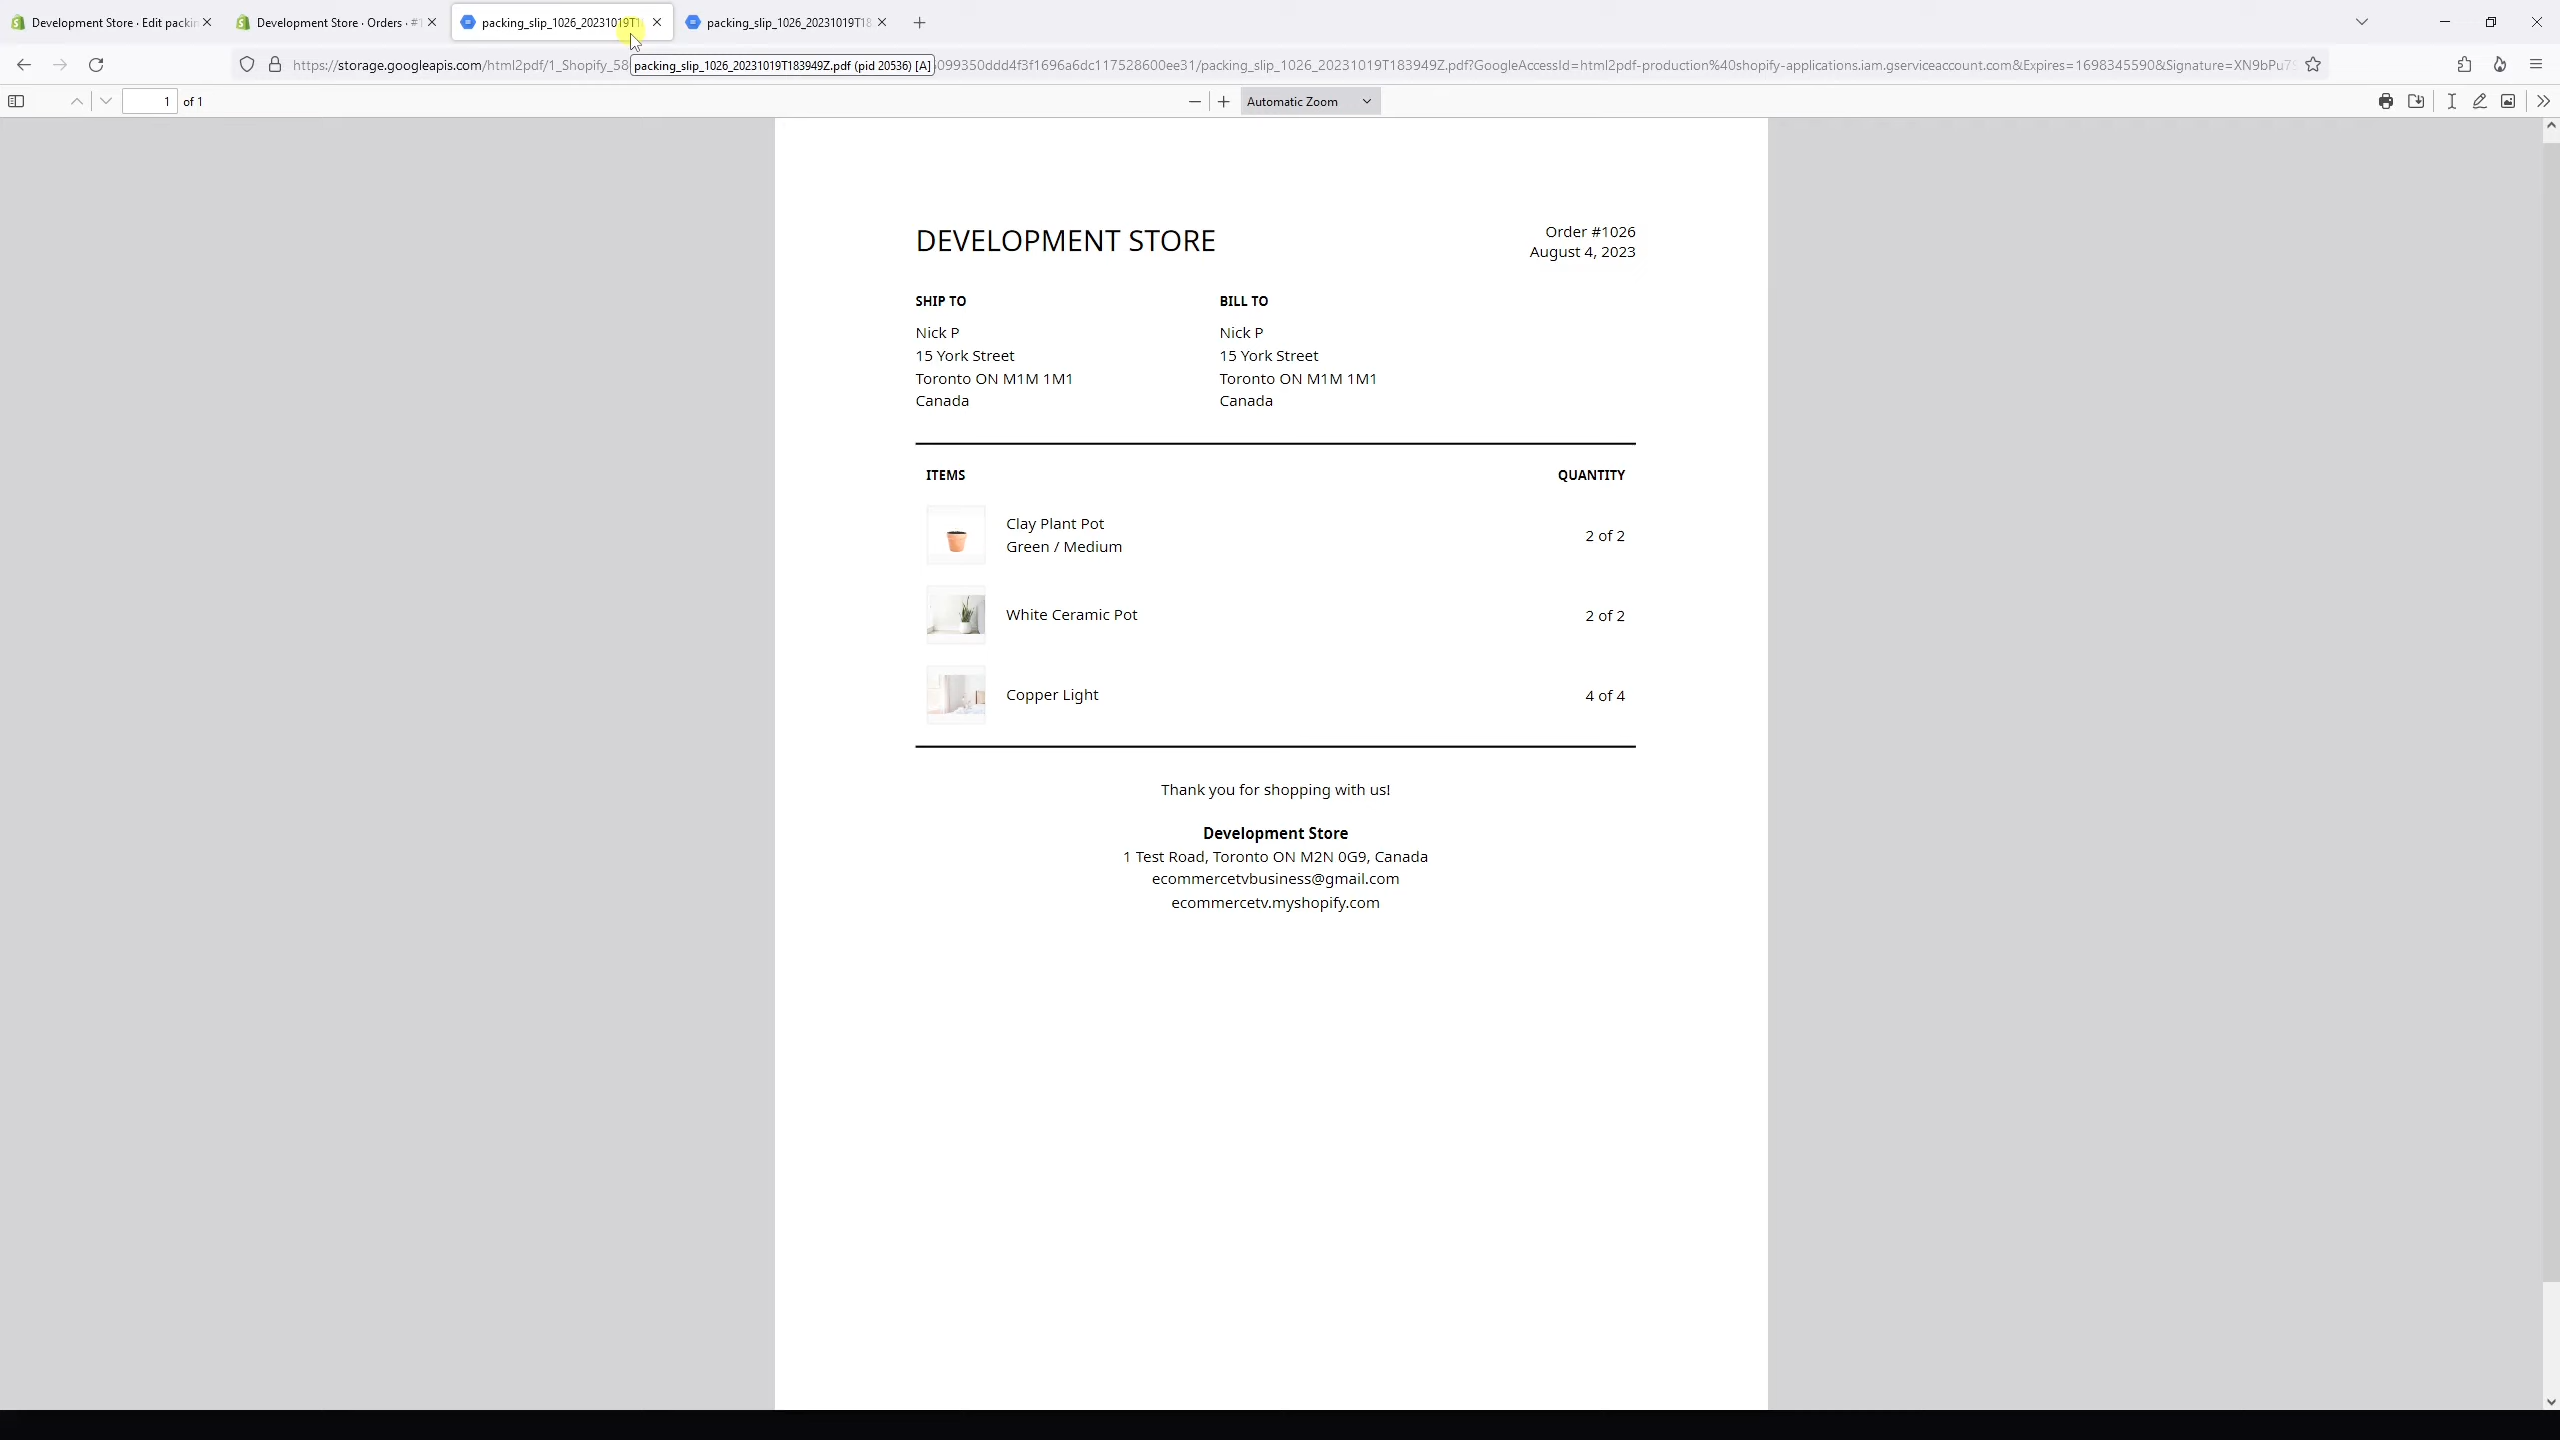 Development Store · Edit packin
Development Store · Orders · #1
packing_slip_1026_20231019T1
packing_slip_1026_20231019T18
https://storage.googleapis.com/html2pdf/1_Shopify_58
packing_slip_1026_20231019T183949Z.pdf (pid 20536) [A]
099350ddd4f3f1696a6dc117528600ee31/packing_slip_1026_20231019T183949Z.pdf?GoogleAccessId=html2pdf-production%40shopify-applications.iam.gserviceaccount.com&Expires=1698345590&Signature=XN9bPu7S
1 of 1
Automatic Zoom
DEVELOPMENT STORE
Order #1026
August 4, 2023
SHIP TO
Nick P
15 York Street
Toronto ON M1M 1M1
Canada
BILL TO
Nick P
15 York Street
Toronto ON M1M 1M1
Canada
ITEMS QUANTITY
Clay Plant Pot
Green / Medium
2 of 2
White Ceramic Pot 2 of 2
Copper Light 4 of 4
Thank you for shopping with us!
Development Store
1 Test Road, Toronto ON M2N 0G9, Canada
ecommercetvbusiness@gmail.com
ecommercetv.myshopify.com